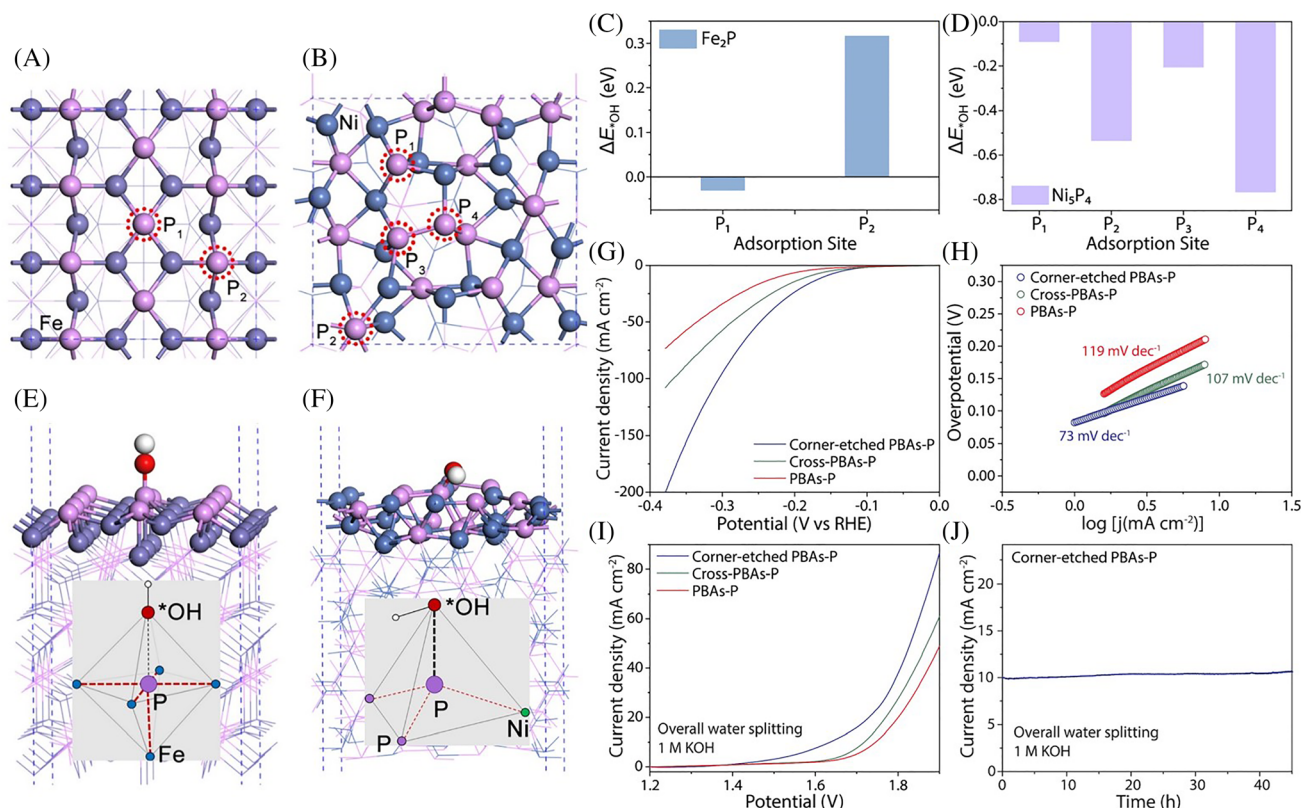 (A)
Fe
P1
P2
(B)
Ni
P1
P4
P3
P2
(C)
Fe2P
0.3
0.2
0.1
0.0
ΔE*OH (eV)
P1
P2
Adsorption Site
(D)
0.0
-0.2
-0.4
-0.6
-0.8
ΔE*OH (eV)
Ni5P4
P1
P2
P3
P4
Adsorption Site
(E)
*OH
P
Fe
(F)
*OH
P
P
Ni
(G)
0
-50
-100
-150
-200
Current density (mA cm-2)
Corner-etched PBAs-P
Cross-PBAs-P
PBAs-P
-0.4
-0.3
-0.2
-0.1
0.0
Potential (V vs RHE)
(H)
0.30
0.25
0.20
0.15
0.10
0.05
0.00
Overpotential (V)
Corner-etched PBAs-P
Cross-PBAs-P
PBAs-P
119 mV dec-1
107 mV dec-1
73 mV dec-1
-0.5
0.0
0.5
1.0
1.5
log [j(mA cm-2)]
(I)
80
60
40
20
0
Current density (mA cm-2)
Corner-etched PBAs-P
Cross-PBAs-P
PBAs-P
Overall water splitting
1 M KOH
1.2
1.4
1.6
1.8
Potential (V)
(J)
Corner-etched PBAs-P
20
15
10
5
0
Current density (mA cm-2)
Overall water splitting
1 M KOH
0
10
20
30
40
Time (h)